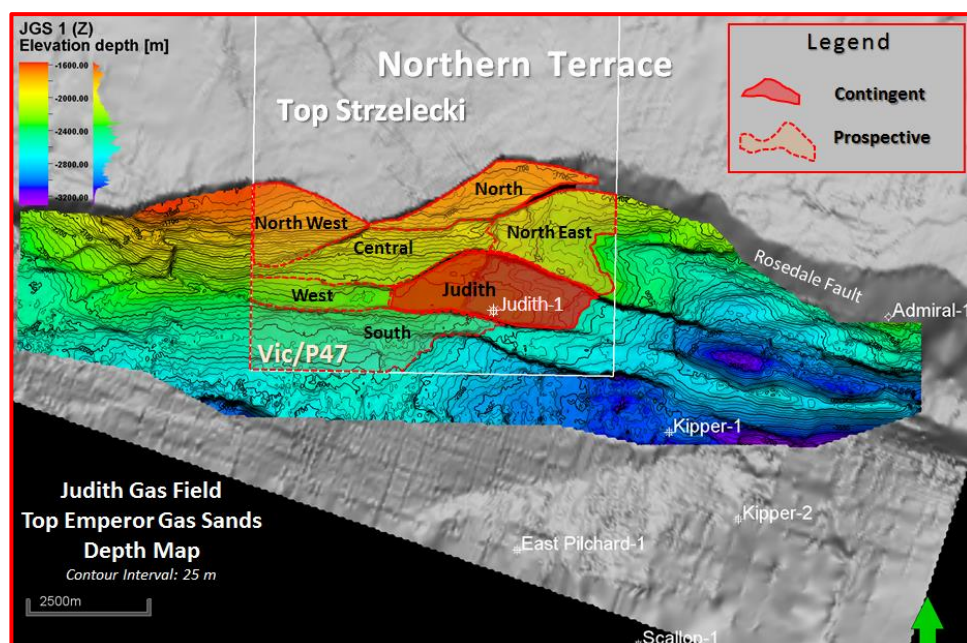 JGS 1 (Z)
Elevation depth [m]
-1600.00
-2000.00
-2400.00
-2800.00
-3200.00
Northern Terrace
Top Strzelecki
Legend
Contingent
Prospective
North
North West
North East
Central
Rosedale Fault
West
Judith
Judith-1
Admiral-1
South
Vic/P47
Kipper-1
Judith Gas Field
Top Emperor Gas Sands
Depth Map
Contour Interval: 25 m
Kipper-2
East Pilchard-1
2500m
Scallop-1